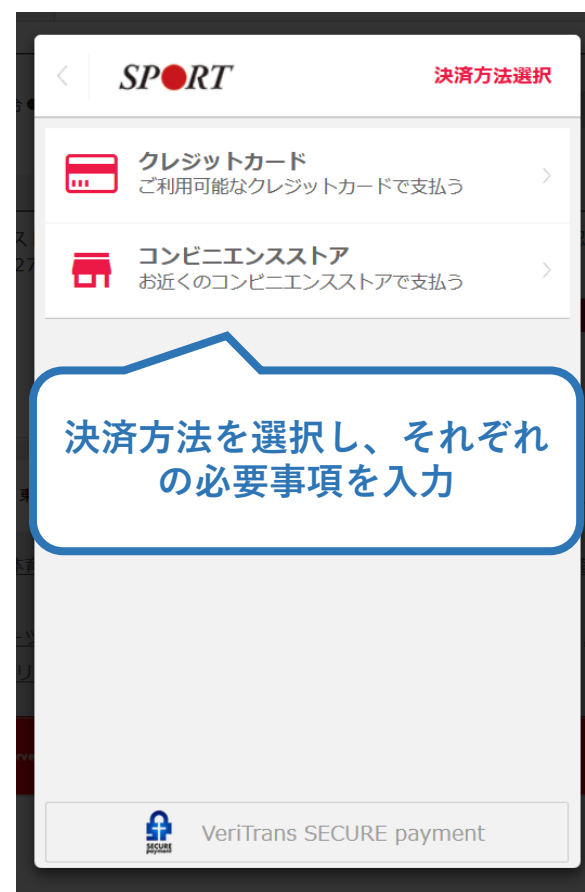 SPORT
決済方法選択
クレジットカード
ご利用可能なクレジットカードで支払う
コンビニエンスストア
お近くのコンビニエンスストアで支払う
決済方法を選択し、それぞれ
の必要事項を入力
SECURE
payment
VeriTrans SECURE payment